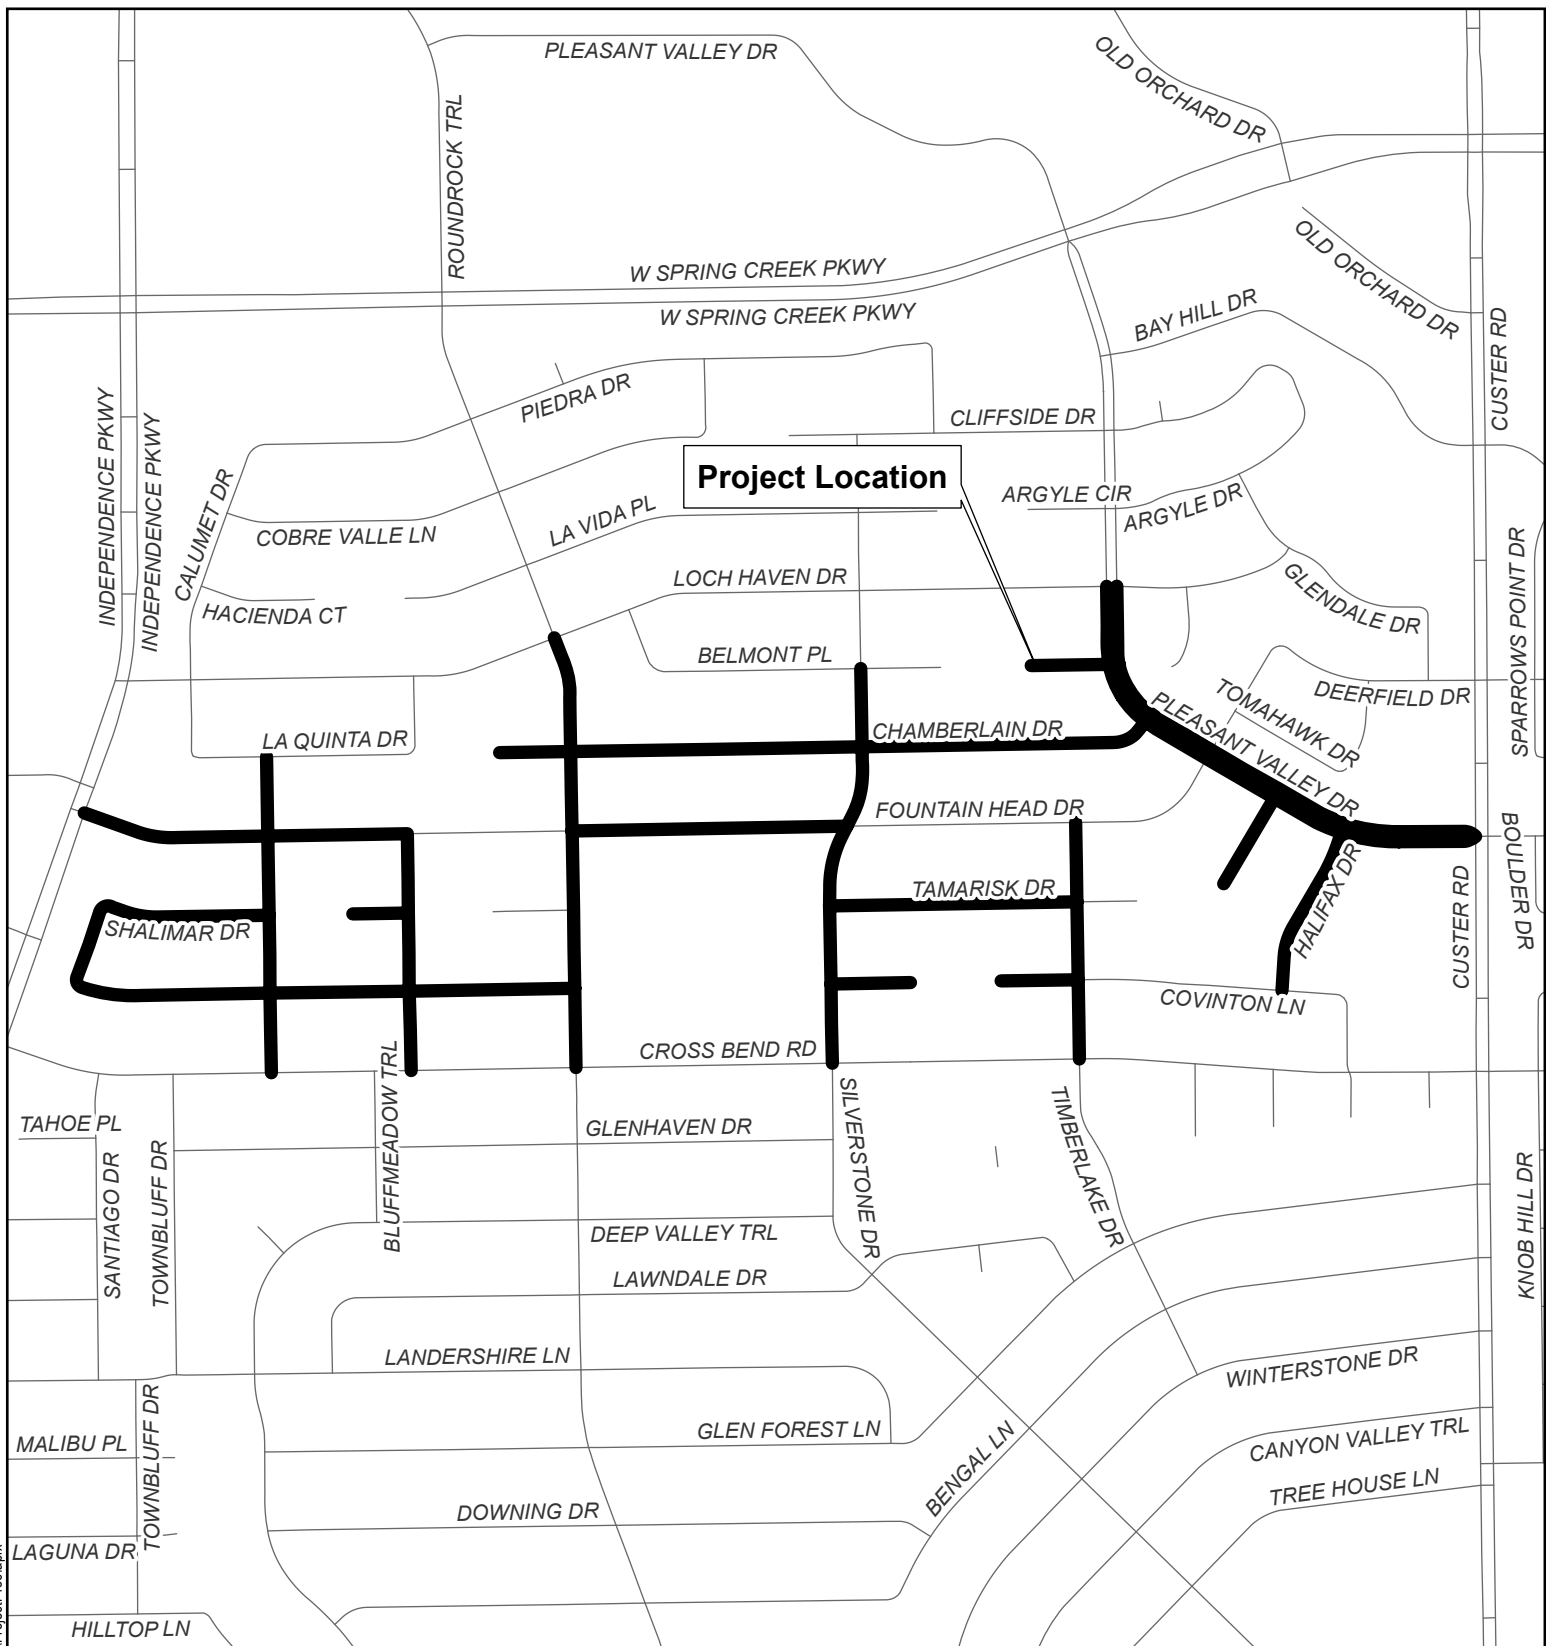 PLEASANT VALLEY DR
OLD ORCHARD DR
ROUNDROCK TRL
W SPRING CREEK PKWY
W SPRING CREEK PKWY
OLD ORCHARD DR
BAY HILL DR
CUSTER RD
PIEDRA DR
INDEPENDENCE PKWY
INDEPENDENCE PKWY
CLIFFSIDE DR
Project Location
CALUMET DR
COBRE VALLE LN
LA VIDA PL
ARGYLE CIR
ARGYLE DR
SPARROWS POINT DR
LOCH HAVEN DR
GLENDALE DR
HACIENDA CT
BELMONT PL
DEERFIELD DR
TOMAHAWK DR
PLEASANT VALLEY DR
LA QUINTA DR
CHAMBERLAIN DR
FOUNTAIN HEAD DR
BOULDER DR
TAMARISK DR
HALIFAX DR
CUSTER RD
SHALIMAR DR
COVINTON LN
CROSS BEND RD
BLUFFMEADOW TRL
SILVERSTONE DR
TIMBERLAKE DR
TAHOE PL
GLENHAVEN DR
SANTIAGO DR
TOWNBLUFF DR
KNOB HILL DR
DEEP VALLEY TRL
LAWNDALE DR
LANDERSHIRE LN
WINTERSTONE DR
TOWNBLUFF DR
MALIBU PL
GLEN FOREST LN
BENGAL LN
CANYON VALLEY TRL
TREE HOUSE LN
DOWNING DR
LAGUNA DR
HILLTOP LN